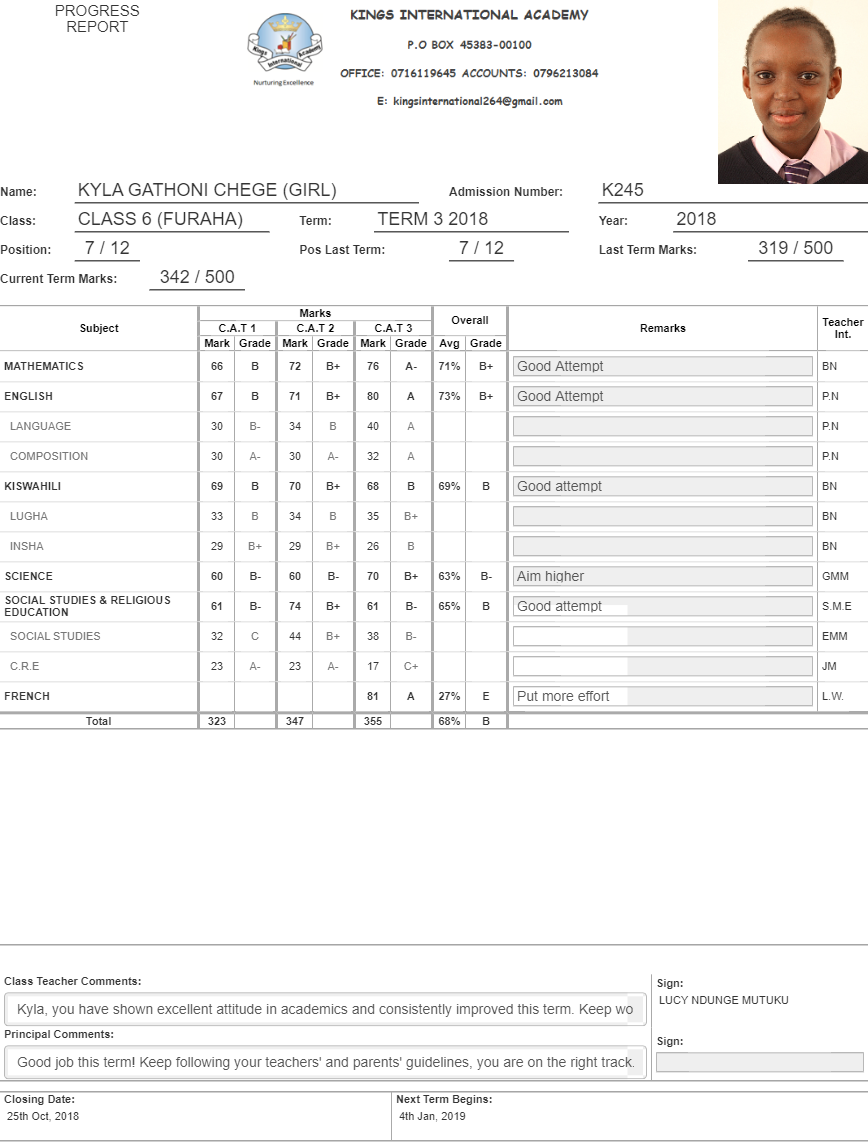 PROGRESS
REPORT
KINGS INTERNATIONAL ACADEMY
P.O BOX 45383-00100
OFFICE: 0716119645 ACCOUNTS: 0796213084
E: kingsinternational264@gmail.com
Kings International Academy
Nurturing Excellence
Name: KYLA GATHONI CHEGE (GIRL) Admission Number: K245
Class: CLASS 6 (FURAHA) Term: TERM 3 2018 Year: 2018
Position: 7 / 12 Pos Last Term: 7 / 12 Last Term Marks: 319 / 500
Current Term Marks: 342 / 500
Subject Marks Overall Remarks Teacher Int.
C.A.T 1 C.A.T 2 C.A.T 3
Mark Grade Mark Grade Mark Grade Avg Grade
MATHEMATICS 66 B 72 B+ 76 A- 71% B+ Good Attempt BN
ENGLISH 67 B 71 B+ 80 A 73% B+ Good Attempt P.N
LANGUAGE 30 B- 34 B 40 A P.N
COMPOSITION 30 A- 30 A- 32 A P.N
KISWAHILI 69 B 70 B+ 68 B 69% B Good attempt BN
LUGHA 33 B 34 B 35 B+ BN
INSHA 29 B+ 29 B+ 26 B BN
SCIENCE 60 B- 60 B- 70 B+ 63% B- Aim higher GMM
SOCIAL STUDIES & RELIGIOUS EDUCATION 61 B- 74 B+ 61 B- 65% B Good attempt S.M.E
SOCIAL STUDIES 32 C 44 B+ 38 B- EMM
C.R.E 23 A- 23 A- 17 C+ JM
FRENCH 81 A 27% E Put more effort L.W.
Total 323 347 355 68% B
Class Teacher Comments:
Kyla, you have shown excellent attitude in academics and consistently improved this term. Keep wo
Sign:
LUCY NDUNGE MUTUKU
Principal Comments:
Good job this term! Keep following your teachers' and parents' guidelines, you are on the right track.
Sign:
Closing Date:
25th Oct, 2018
Next Term Begins:
4th Jan, 2019